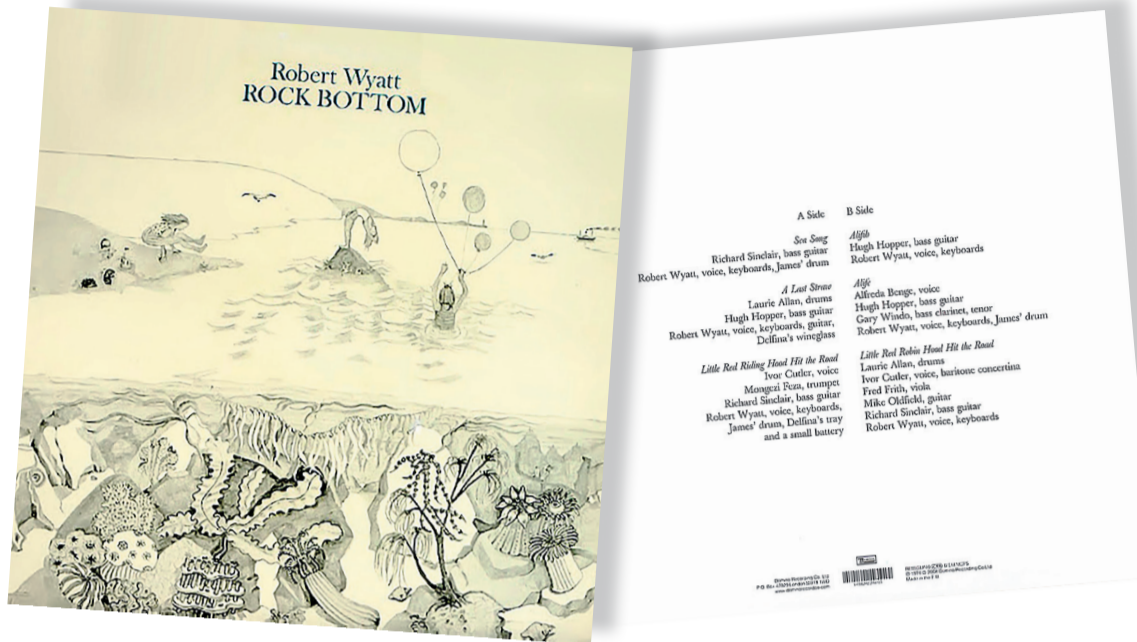 Robert Wyatt
ROCK BOTTOM
A Side
Sea Song
Richard Sinclair, bass guitar
Robert Wyatt, voice, keyboards, James' drum
A Last Straw
Laurie Allan, drums
Hugh Hopper, bass guitar
Robert Wyatt, voice, keyboards, guitar,
Delfina's wineglass
Little Red Riding Hood Hit the Road
Ivor Cutler, voice
Mongezi Feza, trumpet
Richard Sinclair, bass guitar
Robert Wyatt, voice, keyboards,
James' drum, Delfina's tray
and a small battery
B Side
Alifib
Hugh Hopper, bass guitar
Robert Wyatt, voice, keyboards
Alife
Alfreda Benge, voice
Hugh Hopper, bass guitar
Gary Windo, bass clarinet, tenor
Robert Wyatt, voice, keyboards, James' drum
Little Red Robin Hood Hit the Road
Laurie Allan, drums
Ivor Cutler, voice, baritone concertina
Fred Frith, viola
Mike Oldfield, guitar
Richard Sinclair, bass guitar
Robert Wyatt, voice, keyboards
Domino Recording Co. Ltd